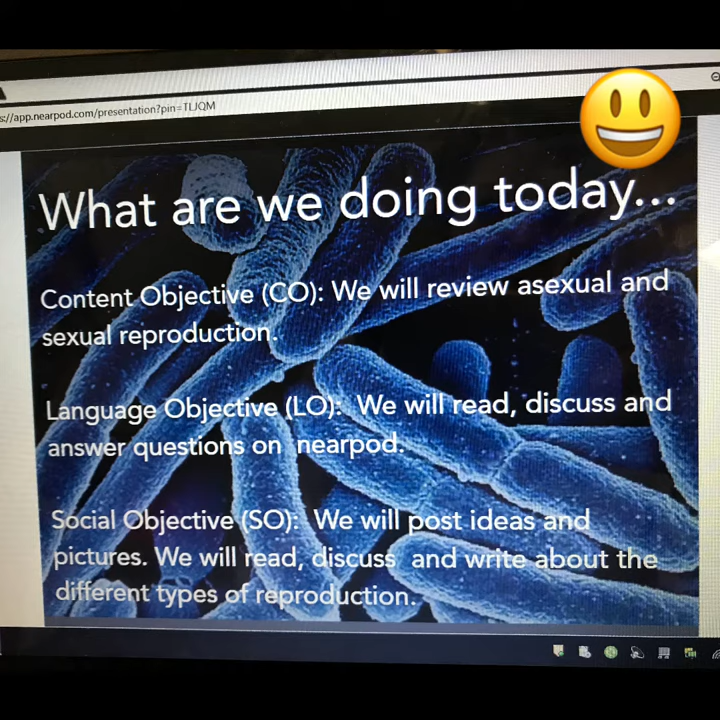 s://app.nearpod.com/presentation?pin=TLJQM
What are we doing today...
Content Objective (CO): We will review asexual and
sexual reproduction.
Language Objective (LO):  We will read, discuss and
answer questions on  nearpod.
Social Objective (SO):  We will post ideas and
pictures. We will read, discuss  and write about the
different types of reproduction.